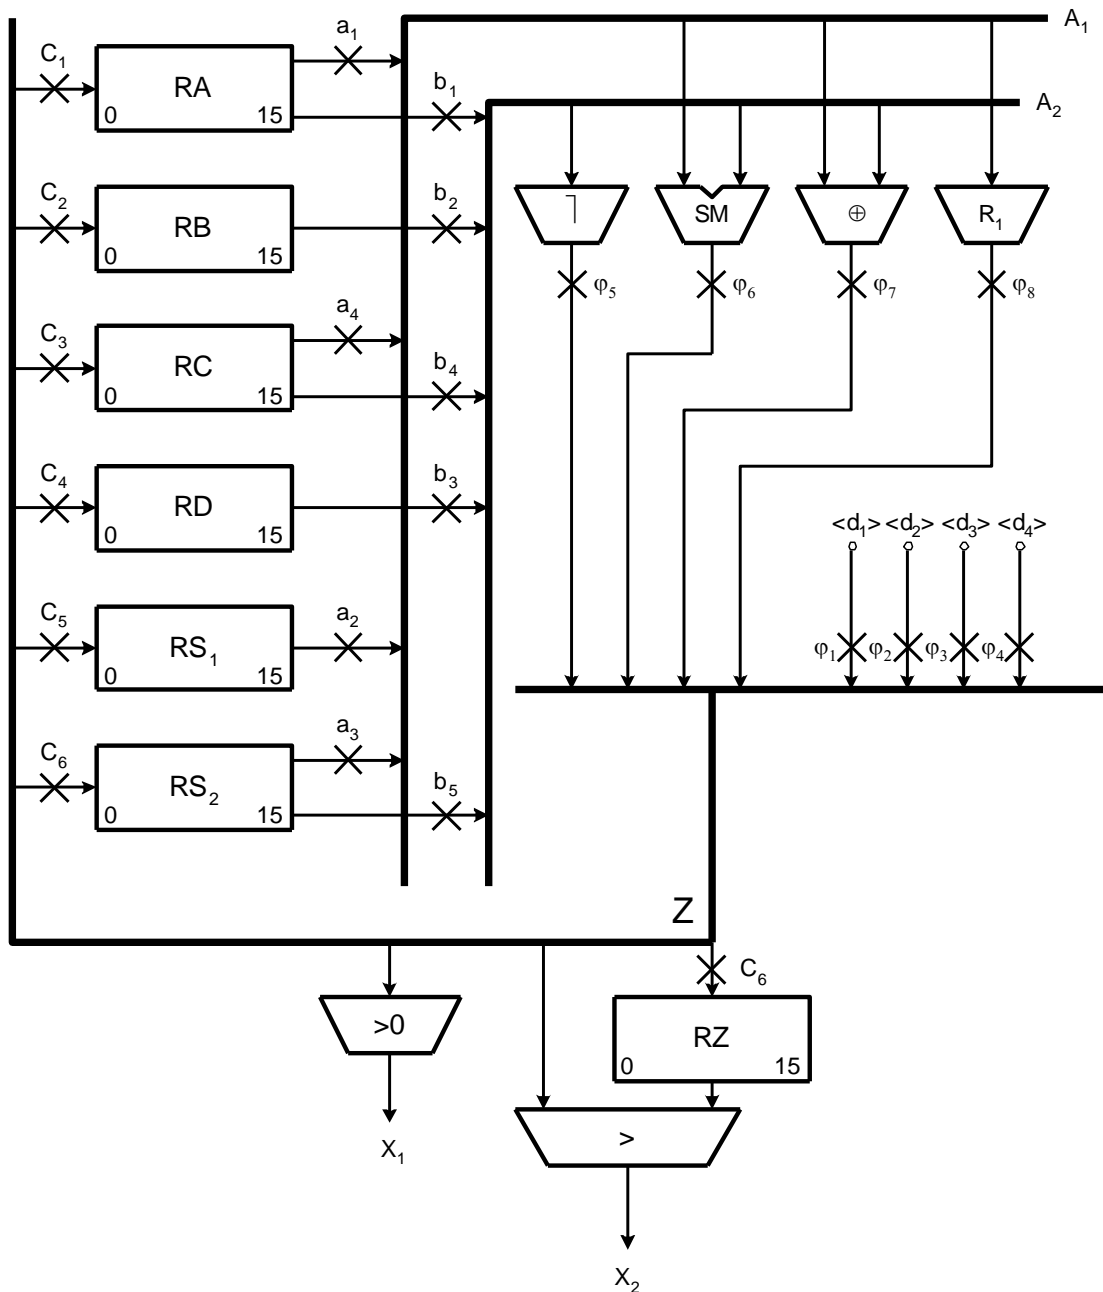 A₁
a₁
C₁
RA
0 15
b₁
A₂
C₂
RB
15
b₂
⏋
SM
⊕
R₁
φ₅
φ₆
φ₇
φ₈
a₄
C₃
RC
0 15
b₄
C₄
RD
0 15
b₃
<d₁> <d₂> <d₃> <d₄>
φ₁ φ₂ φ₃ φ₄
C₅
RS₁
0 15
a₂
a₃
C₆
RS₂
0 15
b₅
Z
C₆
>0
RZ
0 15
X₁
>
X₂